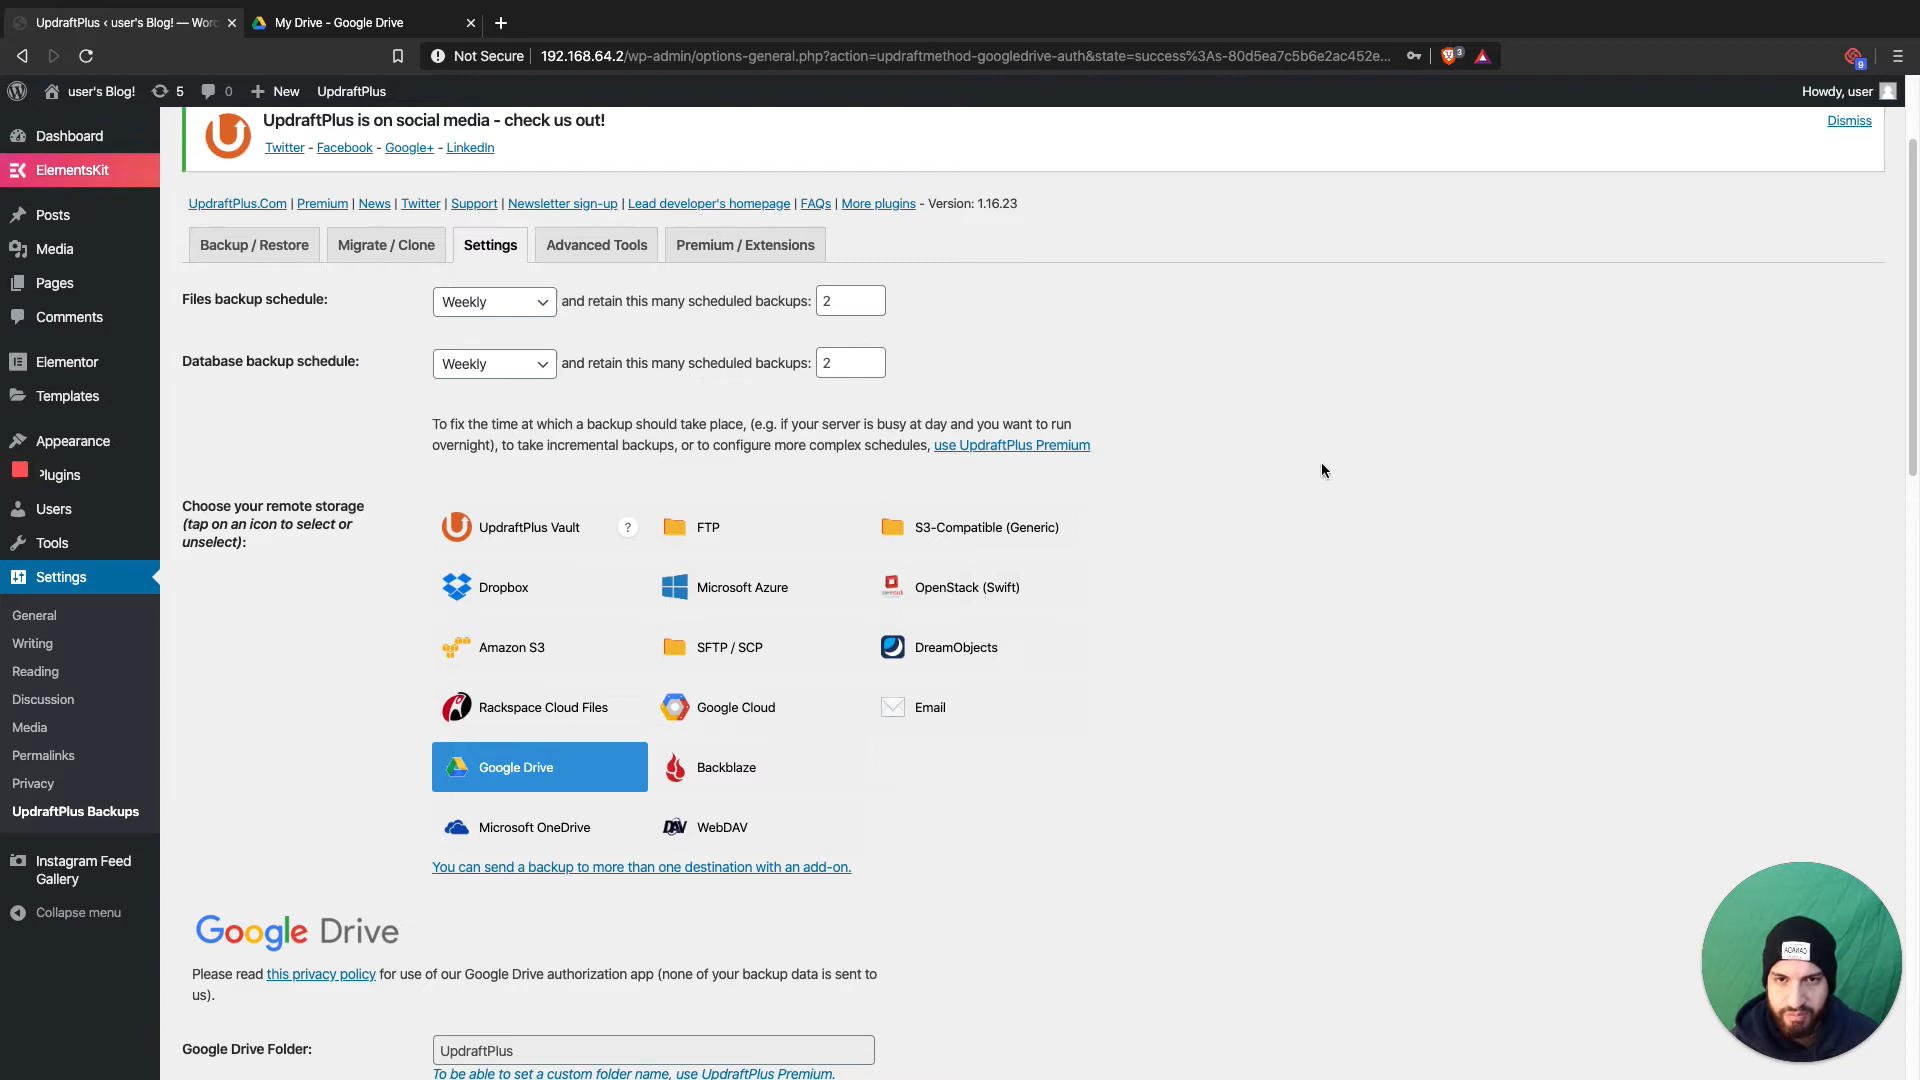 UpdraftPlus ‹ user's Blog! — Worc
My Drive - Google Drive
Not Secure
192.168.64.2/wp-admin/options-general.php?action=updraftmethod-googledrive-auth&state=success%3As-80d5ea7c5b6e2ac452e...
3
9
user's Blog!
5
0
New
UpdraftPlus
Howdy, user
Dashboard
ElementsKit
Posts
Media
Pages
Comments
Elementor
Templates
Appearance
Plugins
Users
Tools
Settings
General
Writing
Reading
Discussion
Media
Permalinks
Privacy
UpdraftPlus Backups
Instagram Feed
Gallery
Collapse menu
UpdraftPlus is on social media - check us out!
Dismiss
Twitter - Facebook - Google+ - LinkedIn
UpdraftPlus.Com | Premium | News | Twitter | Support | Newsletter sign-up | Lead developer's homepage | FAQs | More plugins - Version: 1.16.23
Backup / Restore
Migrate / Clone
Settings
Advanced Tools
Premium / Extensions
Files backup schedule:
Weekly
and retain this many scheduled backups:
2
Database backup schedule:
Weekly
and retain this many scheduled backups:
2
To fix the time at which a backup should take place, (e.g. if your server is busy at day and you want to run
overnight), to take incremental backups, or to configure more complex schedules, use UpdraftPlus Premium
Choose your remote storage
(tap on an icon to select or
unselect):
UpdraftPlus Vault
?
FTP
S3-Compatible (Generic)
Dropbox
Microsoft Azure
OpenStack (Swift)
Amazon S3
SFTP / SCP
DreamObjects
Rackspace Cloud Files
Google Cloud
Email
Google Drive
Backblaze
Microsoft OneDrive
DAV
WebDAV
You can send a backup to more than one destination with an add-on.
Google Drive
Please read this privacy policy for use of our Google Drive authorization app (none of your backup data is sent to
us).
Google Drive Folder:
UpdraftPlus
To be able to set a custom folder name, use UpdraftPlus Premium.